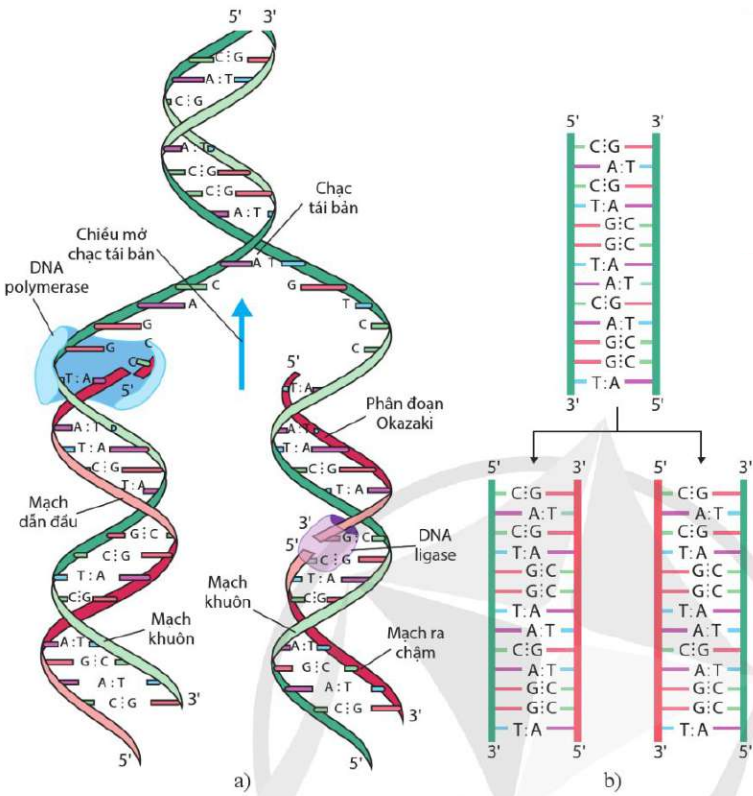 5' 3'
C⋮G
A:T
C⋮G
A:T
C⋮G
C⋮G
A:T
Chạc
tái bản
Chiều mở
chạc tái bản
DNA
polymerase
A T
C G
A T
G C
G C
C
C
5'
T:A
5'
T:A
Phân đoạn
Okazaki
A:T
T:A
C⋮G
T:A
Mạch
dẫn đầu
G⋮C
C⋮G
T:A
C⋮G
Mạch
khuôn
A:T
G⋮C
A:T
C⋮G
3'
5'
A:T
T:A
C⋮G
T:A
3'
5'
G⋮C
DNA
ligase
C⋮G
T:A
C⋮G
Mạch
khuôn
Mạch ra
chậm
A:T
G⋮C
A:T
C⋮G
3'
5'
a)
5' 3'
C⋮G
A:T
C⋮G
T:A
G⋮C
G⋮C
T:A
A:T
C⋮G
A:T
G⋮C
G⋮C
T:A
3' 5'
5' 3'
C⋮G
A:T
C⋮G
T:A
G⋮C
G⋮C
T:A
A:T
C⋮G
A:T
G⋮C
G⋮C
T:A
3' 5'
5' 3'
C⋮G
A:T
C⋮G
T:A
G⋮C
G⋮C
T:A
A:T
C⋮G
A:T
G⋮C
G⋮C
T:A
3' 5'
b)